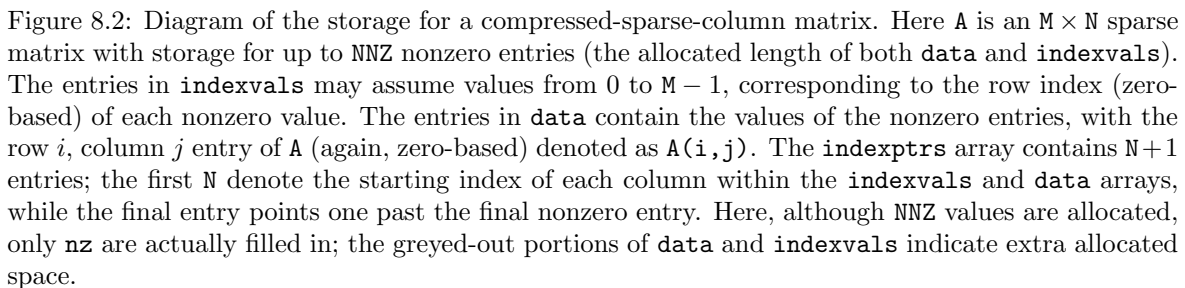 Figure 8.2: Diagram of the storage for a compressed-sparse-column matrix. Here A is an M × N sparse
matrix with storage for up to NNZ nonzero entries (the allocated length of both data and indexvals).
The entries in indexvals may assume values from 0 to M − 1, corresponding to the row index (zero-
based) of each nonzero value. The entries in data contain the values of the nonzero entries, with the
row i, column j entry of A (again, zero-based) denoted as A(i,j). The indexptrs array contains N+1
entries; the first N denote the starting index of each column within the indexvals and data arrays,
while the final entry points one past the final nonzero entry. Here, although NNZ values are allocated,
only nz are actually filled in; the greyed-out portions of data and indexvals indicate extra allocated
space.